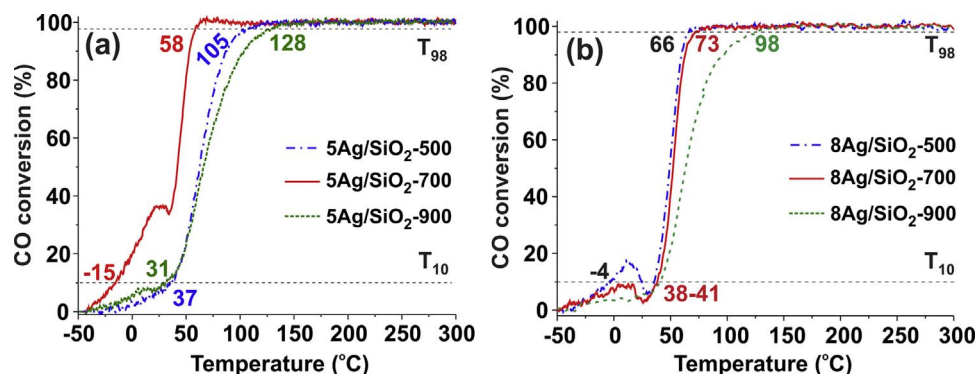 (a)
CO conversion (%)
100
80
60
40
20
0
58
105
128
T98
5Ag/SiO2-500
5Ag/SiO2-700
5Ag/SiO2-900
-15
31
37
T10
-50 0 50 100 150 200 250 300
Temperature (°C)
(b)
CO conversion (%)
100
80
60
40
20
0
66 73 98
T98
8Ag/SiO2-500
8Ag/SiO2-700
8Ag/SiO2-900
-4
38-41
T10
-50 0 50 100 150 200 250 300
Temperature (°C)